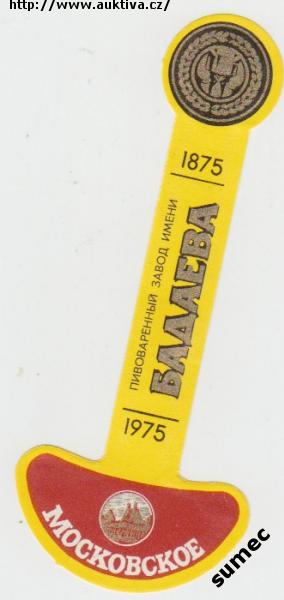 http://www.auktiva.cz/
1875
ПИВОВАРЕННЫЙ ЗАВОД ИМЕНИ
БАДАЕВА
1975
МОСКОВСКОЕ
sumec